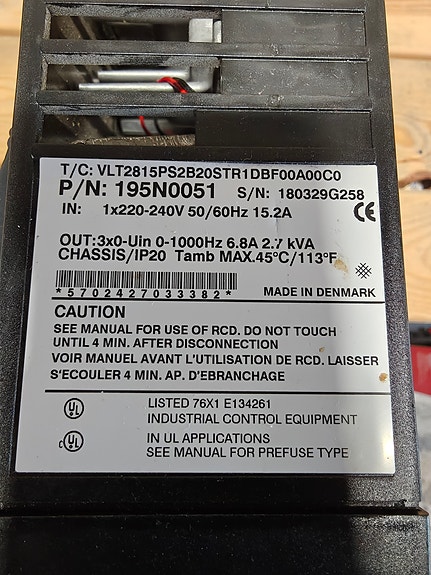 T/C: VLT2815PS2B20STR1DBF00A00C0
P/N: 195N0051 S/N: 180329G258
IN: 1x220-240V 50/60Hz 15.2A
CE
OUT:3x0-Uin 0-1000Hz 6.8A 2.7 kVA
CHASSIS/IP20 Tamb MAX.45°C/113°F
*5702427033382*
MADE IN DENMARK
CAUTION
SEE MANUAL FOR USE OF RCD. DO NOT TOUCH
UNTIL 4 MIN. AFTER DISCONNECTION
VOIR MANUEL AVANT L'UTILISATION DE RCD. LAISSER
S'ECOULER 4 MIN. AP. D'EBRANCHAGE
UL LISTED 76X1 E134261
INDUSTRIAL CONTROL EQUIPMENT
c UL IN UL APPLICATIONS
SEE MANUAL FOR PREFUSE TYPE